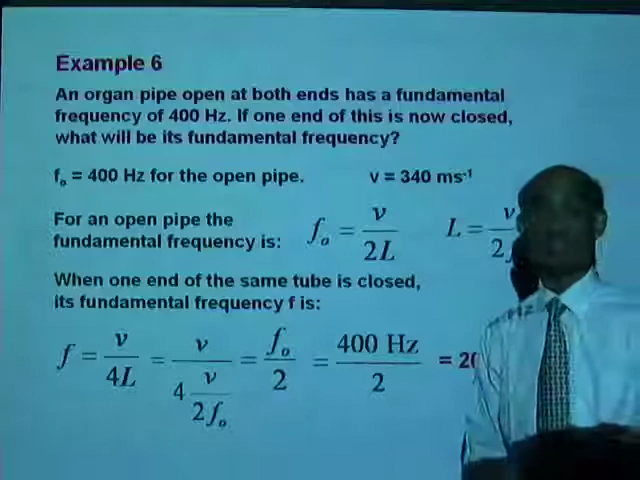 Example 6
An organ pipe open at both ends has a fundamental
frequency of 400 Hz. If one end of this is now closed,
what will be its fundamental frequency?
fₒ = 400 Hz for the open pipe. v = 340 ms⁻¹
For an open pipe the
fundamental frequency is: fₒ = v / 2L L = v / 2
When one end of the same tube is closed,
its fundamental frequency f is:
f = v / 4L = v / (4 v / 2fₒ) = fₒ / 2 = 400 Hz / 2 = 20